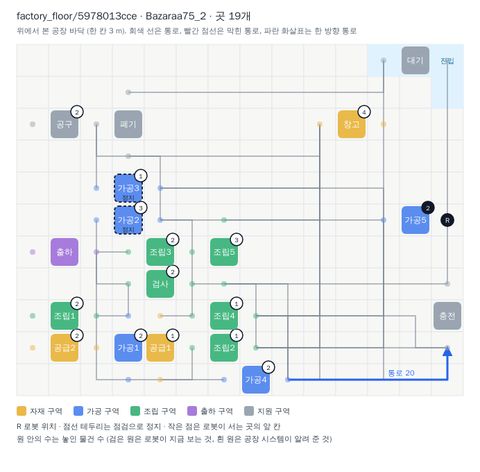 factory_floor/5978013cce · Bazaraa75_2 · 곳 19개
위에서 본 공장 바닥 (한 칸 3 m). 회색 선은 통로, 빨간 점선은 막힌 통로, 파란 화살표는 한 방향 통로
대기
진입
2
공구
폐기
4
창고
1
가공3
정지
3
가공2
정지
2
가공5
R
출하
2
조립3
3
조립5
2
검사
2
조립1
1
조립4
충전
2
공급2
2
가공1
1
공급1
1
조립2
2
가공4
통로 20
자재 구역
가공 구역
조립 구역
출하 구역
지원 구역
R 로봇 위치 · 점선 테두리는 점검으로 정지 · 작은 점은 로봇이 서는 곳의 앞 칸
원 안의 수는 놓인 물건 수 (검은 원은 로봇이 지금 보는 것, 흰 원은 공장 시스템이 알려 준 것)